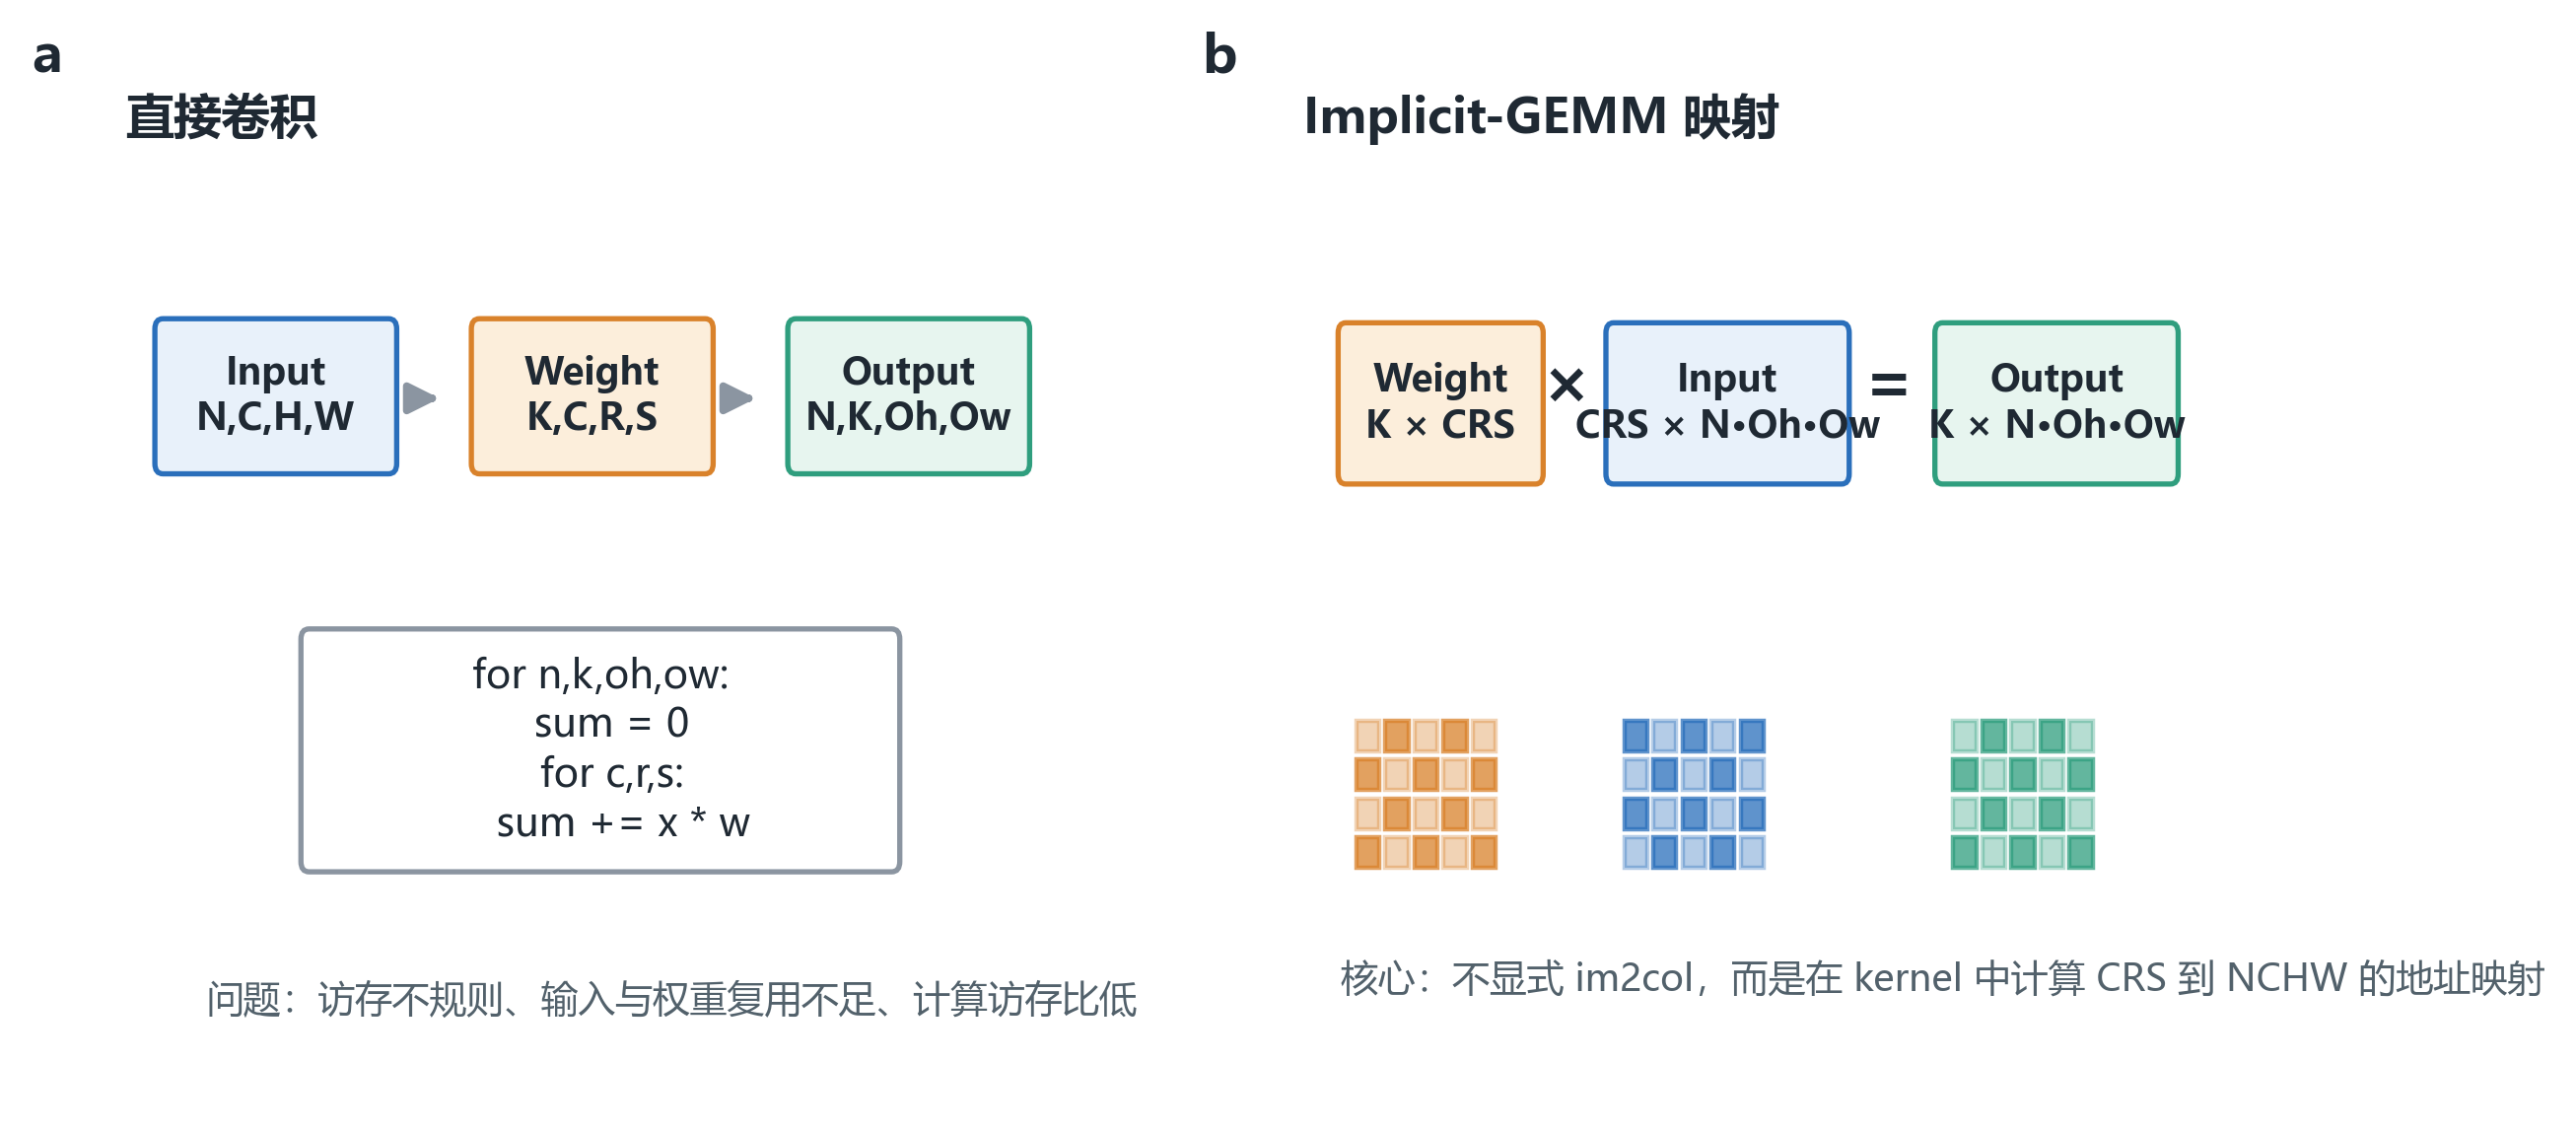 a
直接卷积
Input
N,C,H,W
Weight
K,C,R,S
Output
N,K,Oh,Ow
for n,k,oh,ow:
sum = 0
for c,r,s:
sum += x * w
问题：访存不规则、输入与权重复用不足、计算访存比低
b
Implicit-GEMM 映射
Weight
K × CRS
×
Input
CRS × N•Oh•Ow
=
Output
K × N•Oh•Ow
核心：不显式 im2col，而是在 kernel 中计算 CRS 到 NCHW 的地址映射